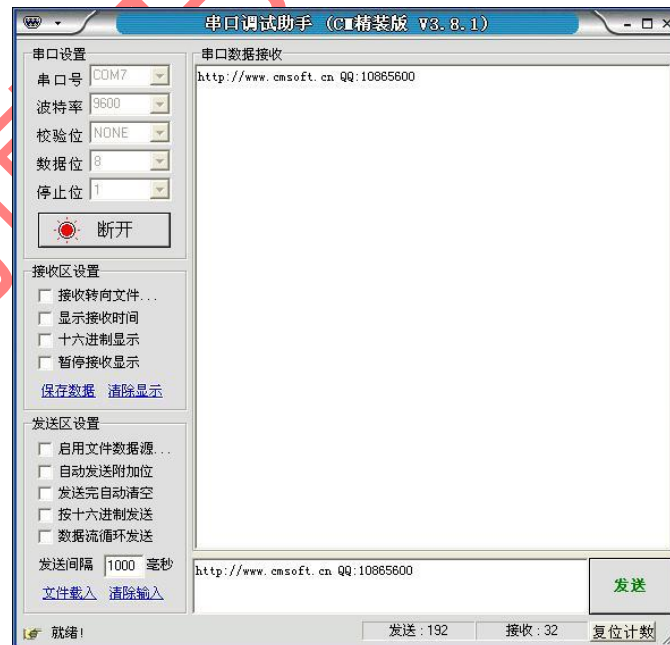 串口调试助手 (CM精装版 V3.8.1)
串口设置
串口号 COM7
波特率 9600
校验位 NONE
数据位 8
停止位 1
断开
接收区设置
接收转向文件...
显示接收时间
十六进制显示
暂停接收显示
保存数据 清除显示
发送区设置
启用文件数据源...
自动发送附加位
发送完自动清空
按十六进制发送
数据流循环发送
发送间隔 1000 毫秒
文件载入 清除输入
串口数据接收
http://www.cmsoft.cn QQ:10865600
http://www.cmsoft.cn QQ:10865600
发送
就绪!
发送:192
接收:32
复位计数